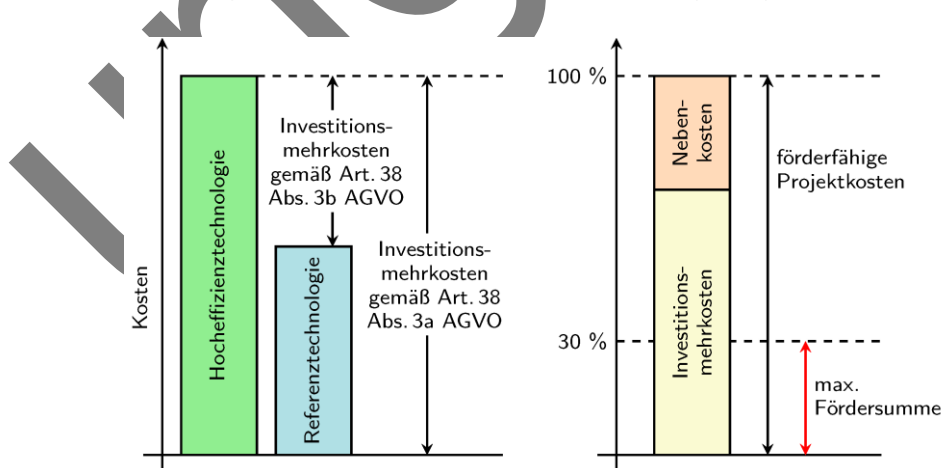 Kosten
Hocheffizienztechnologie
Referenztechnologie
Investitions-
mehrkosten
gemäß Art. 38
Abs. 3b AGVO
Investitions-
mehrkosten
gemäß Art. 38
Abs. 3a AGVO
100 %
30 %
Neben-
kosten
Investitions-
mehrkosten
förderfähige
Projektkosten
max.
Fördersumme